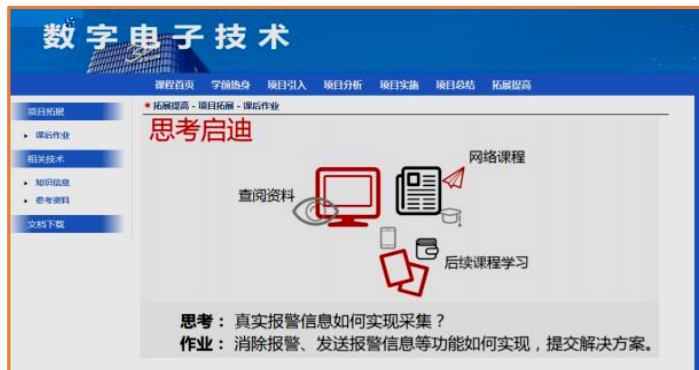 数字电子技术
课程首页 学前热身 项目引入 项目分析 项目实施 项目总结 拓展提高
项目拓展
课后作业
相关技术
知识信息
参考资料
文档下载
拓展提高 - 项目拓展 - 课后作业
思考启迪
网络课程
查阅资料
后续课程学习
思考：真实报警信息如何实现采集？
作业：消除报警、发送报警信息等功能如何实现，提交解决方案。